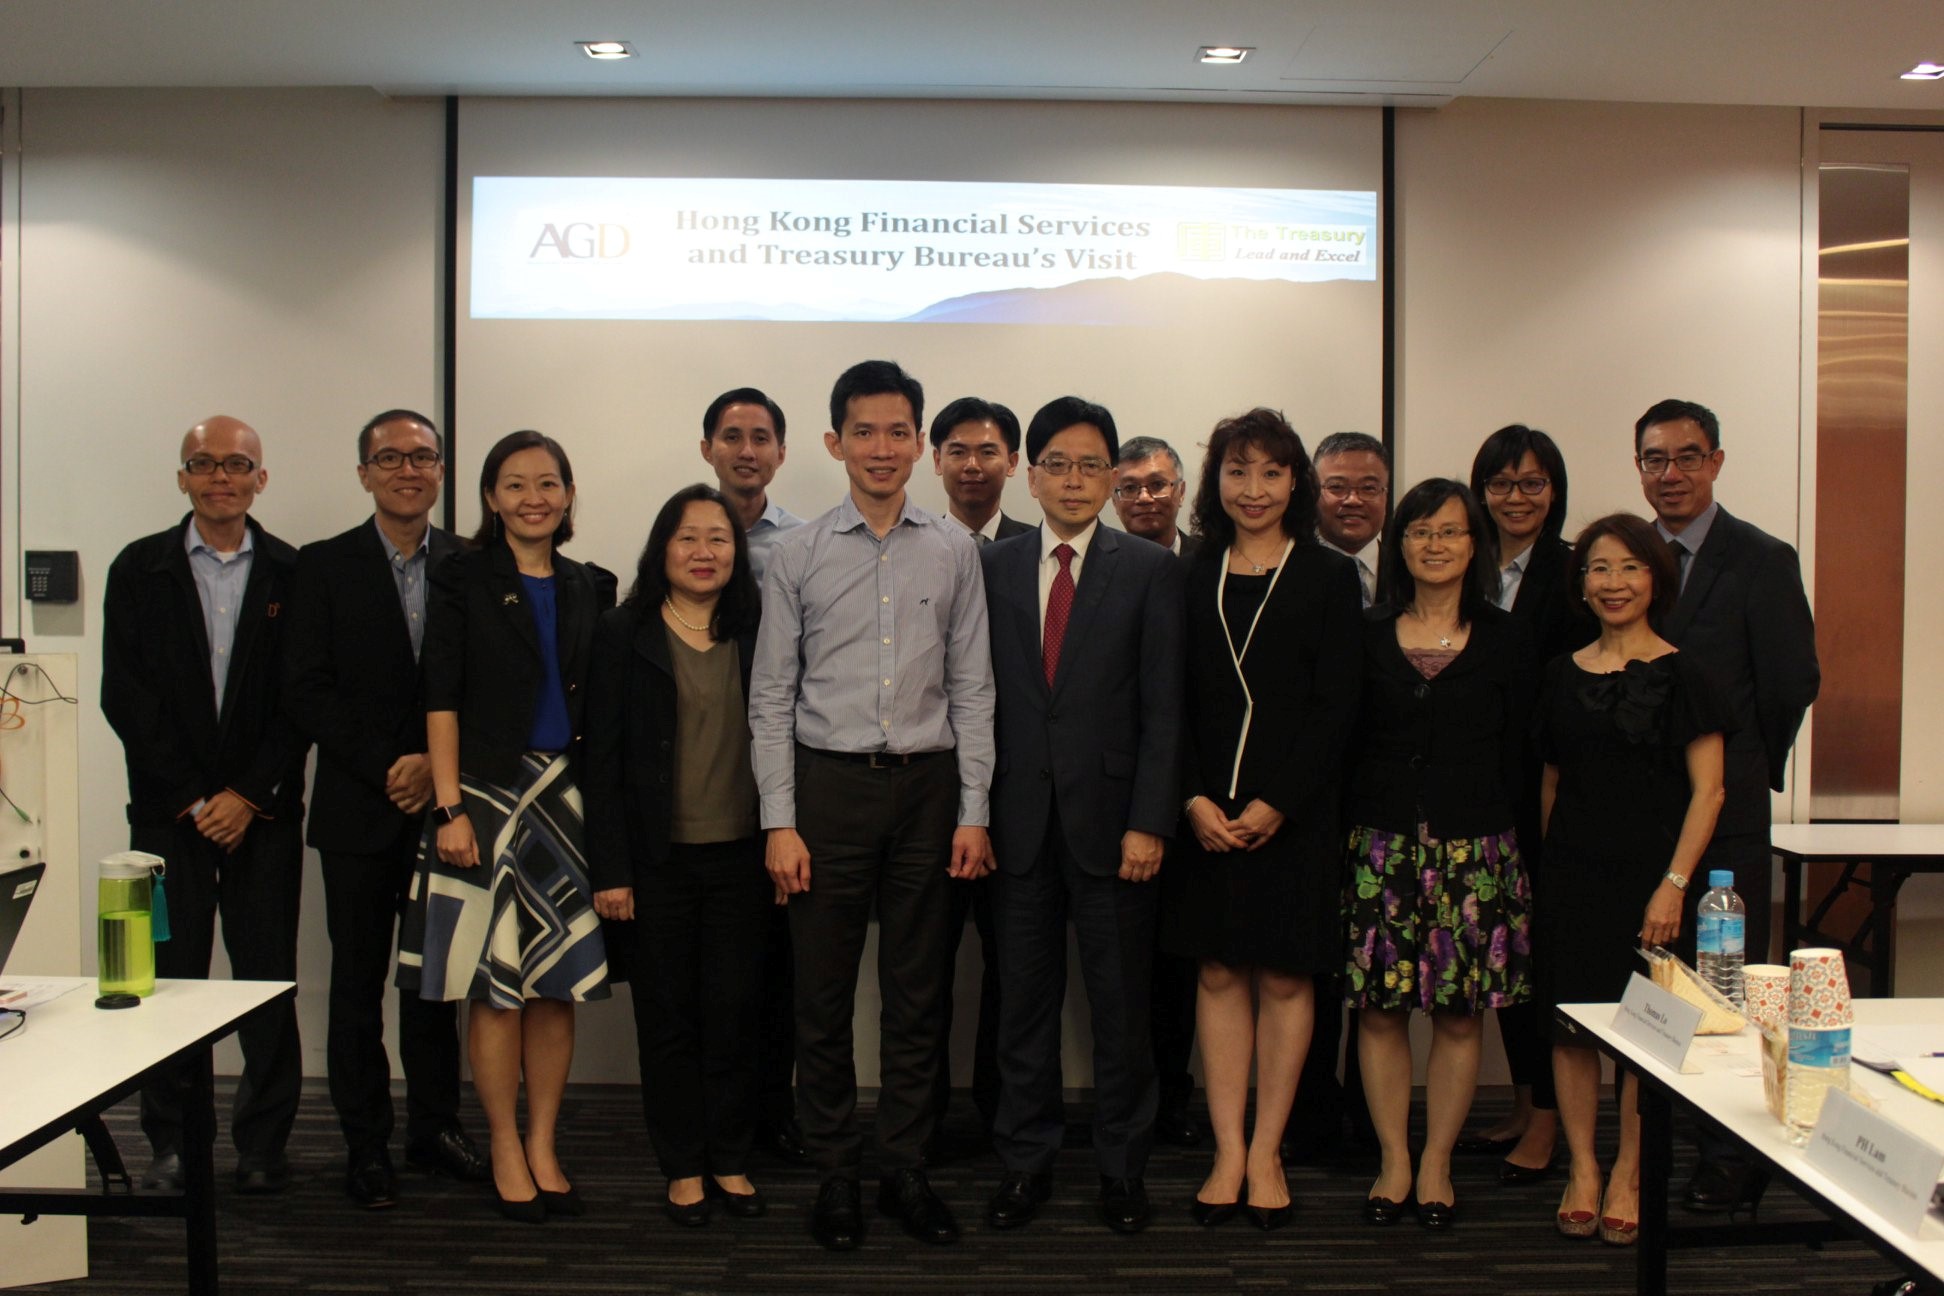 AGD
Hong Kong Financial Services
and Treasury Bureau's Visit
The Treasury
Lead and Excel
Thomas Lo
PH Lam